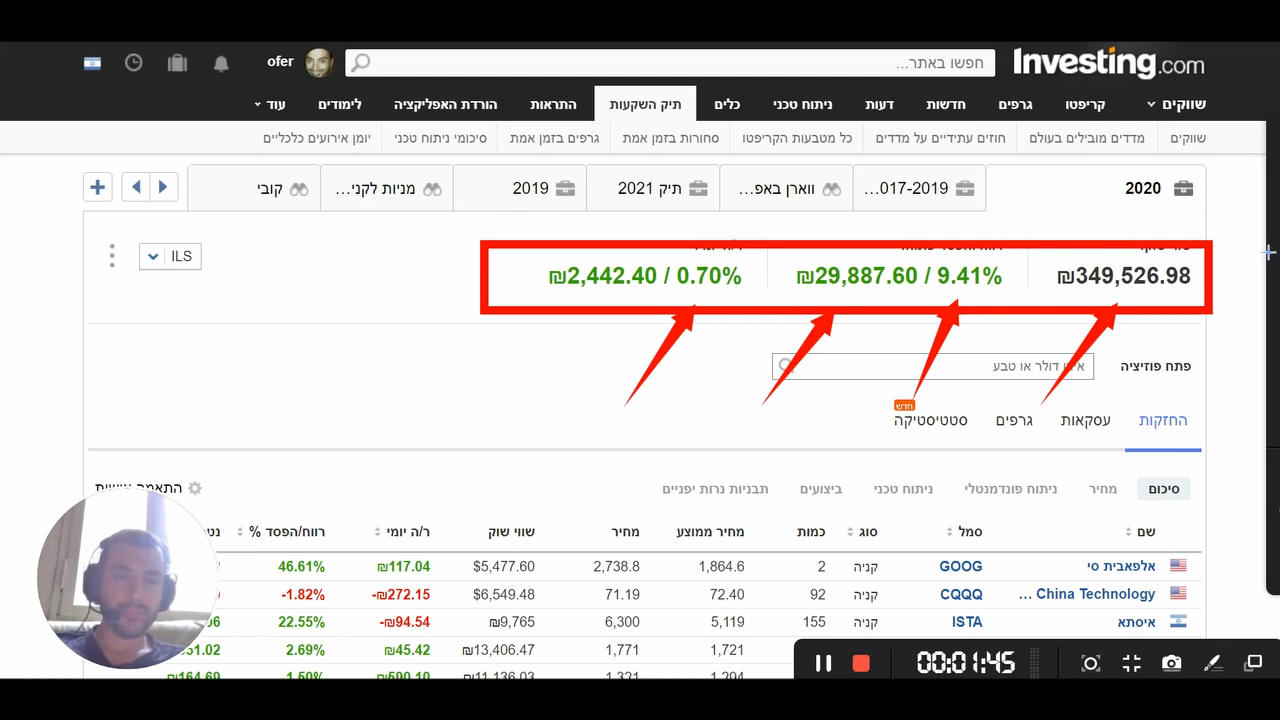 Investing.com
חפשו באתר...
ofer
שווקים קריפטו גרפים חדשות דעות ניתוח טכני כלים תיק השקעות התראות הורדת האפליקציה לימודים עוד
שווקים מדדים מובילים בעולם חוזים עתידיים על מדדים כל מטבעות הקריפטו סחורות בזמן אמת גרפים בזמן אמת סיכומי ניתוח טכני יומן אירועים כלכליים
2020 ...017-2019 ווארן באפ... תיק 2021 2019 מניות לקני... קובי
ILS
₪349,526.98 ₪29,887.60 / 9.41% ₪2,442.40 / 0.70%
פתח פוזיציה
חדש
החזקות עסקאות גרפים סטטיסטיקה
סיכום מחיר ניתוח פונדמנטלי ניתוח טכני ביצועים תבניות נרות יפניים התאמה
שם סמל סוג כמות מחיר ממוצע מחיר שווי שוק ר/ה יומי רווח/הפסד %
אלפאבית סי GOOG קניה 2 1,864.6 2,738.8 $5,477.60 ₪117.04 46.61%
China Technology ... CQQQ קניה 92 72.40 71.19 $6,549.48 -₪272.15 -1.82%
איסתא ISTA קניה 155 5,119 6,300 ₪9,765 -₪94.54 22.55%
1,721 1,771 ₪13,406.47 ₪45.42 2.69%
00:01:45